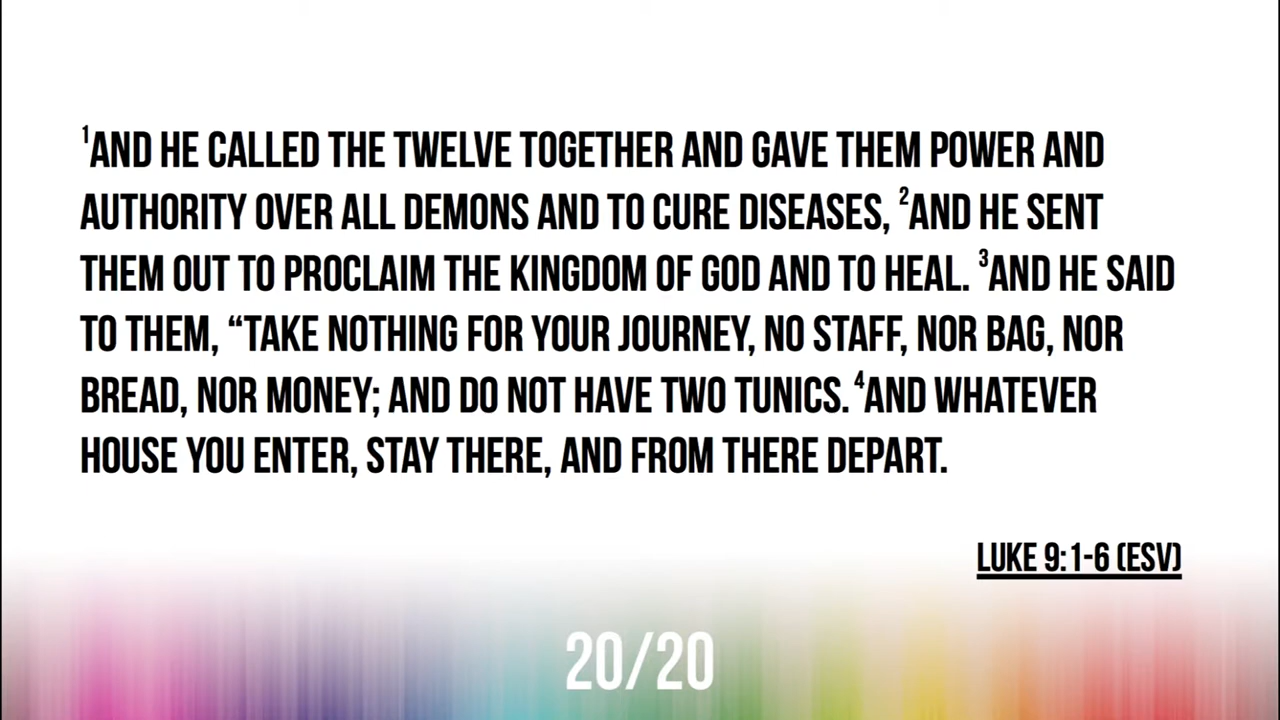 ¹AND HE CALLED THE TWELVE TOGETHER AND GAVE THEM POWER AND
AUTHORITY OVER ALL DEMONS AND TO CURE DISEASES, ²AND HE SENT
THEM OUT TO PROCLAIM THE KINGDOM OF GOD AND TO HEAL. ³AND HE SAID
TO THEM, “TAKE NOTHING FOR YOUR JOURNEY, NO STAFF, NOR BAG, NOR
BREAD, NOR MONEY; AND DO NOT HAVE TWO TUNICS. ⁴AND WHATEVER
HOUSE YOU ENTER, STAY THERE, AND FROM THERE DEPART.
LUKE 9:1-6 (ESV)
20/20